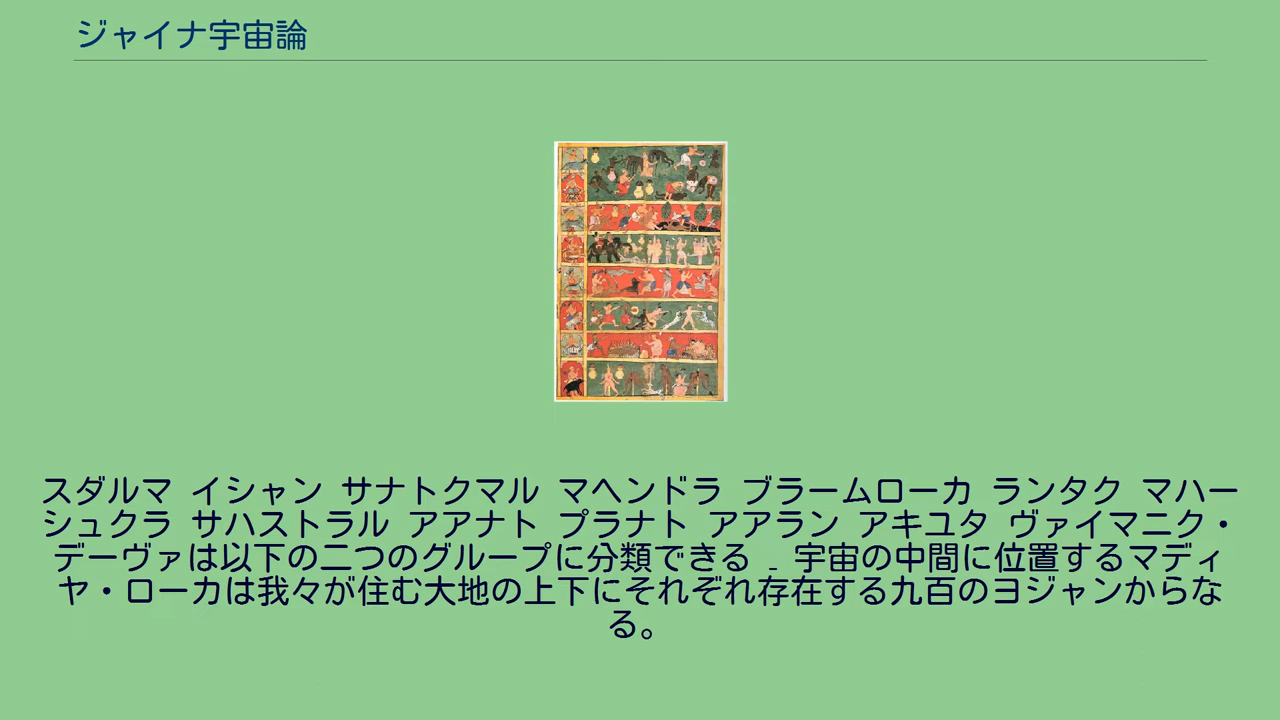 ジャイナ宇宙論
スダルマ イシャン サナトクマル マヘンドラ ブラームローカ ランタク マハー
シュクラ サハストラル アアナト プラナト アアラン アキユタ ヴァイマニク・
デーヴァは以下の二つのグループに分類できる - 宇宙の中間に位置するマディ
ヤ・ローカは我々が住む大地の上下にそれぞれ存在する九百のヨジャンからな
る。